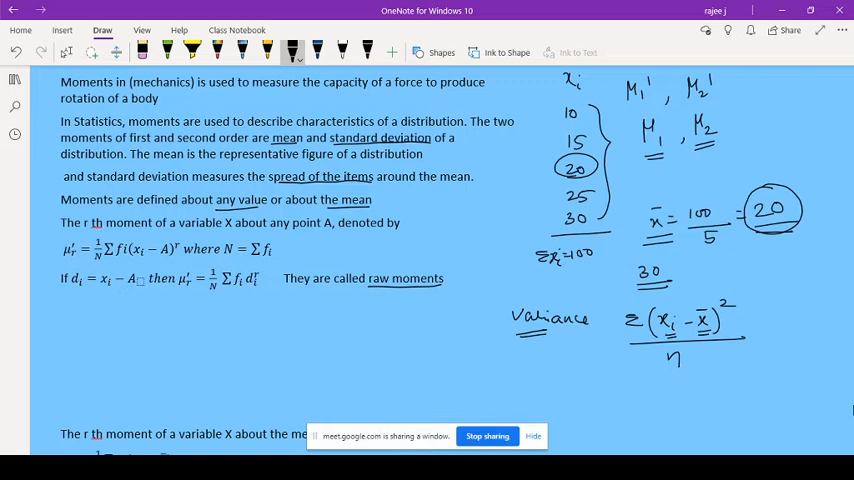 OneNote for Windows 10
rajee j
Home Insert Draw View Help Class Notebook
Share
Shapes Ink to Shape Ink to Text
Moments in (mechanics) is used to measure the capacity of a force to produce
rotation of a body
In Statistics, moments are used to describe characteristics of a distribution. The two
moments of first and second order are mean and standard deviation of a
distribution. The mean is the representative figure of a distribution
and standard deviation measures the spread of the items around the mean.
Moments are defined about any value or about the mean
The r th moment of a variable X about any point A, denoted by
μ′r = 1/N ∑ fi(xi − A)^r where N = ∑ fi
If di = xi − A then μ′r = 1/N ∑ fi di^r They are called raw moments
The r th moment of a variable X about the me
xi
10
15
20
25
30
∑xi=100
μ1′ , μ2′
μ1 , μ2
x̄ = 100/5 = 20
30
Variance ∑(xi − x̄)²/n
meet.google.com is sharing a window. Stop sharing Hide